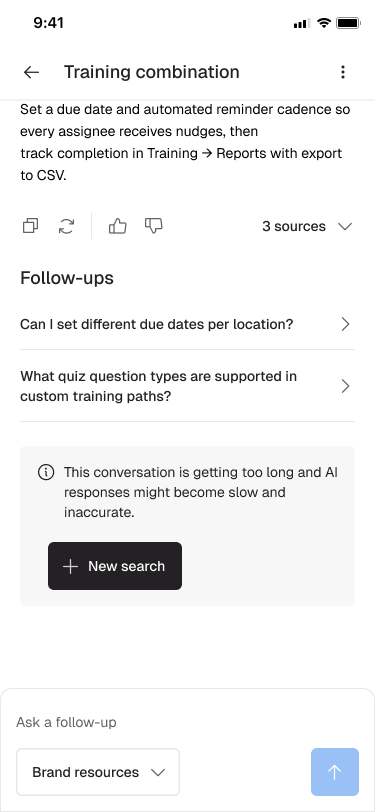 9:41
Training combination
Set a due date and automated reminder cadence so
every assignee receives nudges, then
track completion in Training → Reports with export
to CSV.
3 sources
Follow-ups
Can I set different due dates per location?
What quiz question types are supported in
custom training paths?
This conversation is getting too long and AI
responses might become slow and
inaccurate.
New search
Ask a follow-up
Brand resources